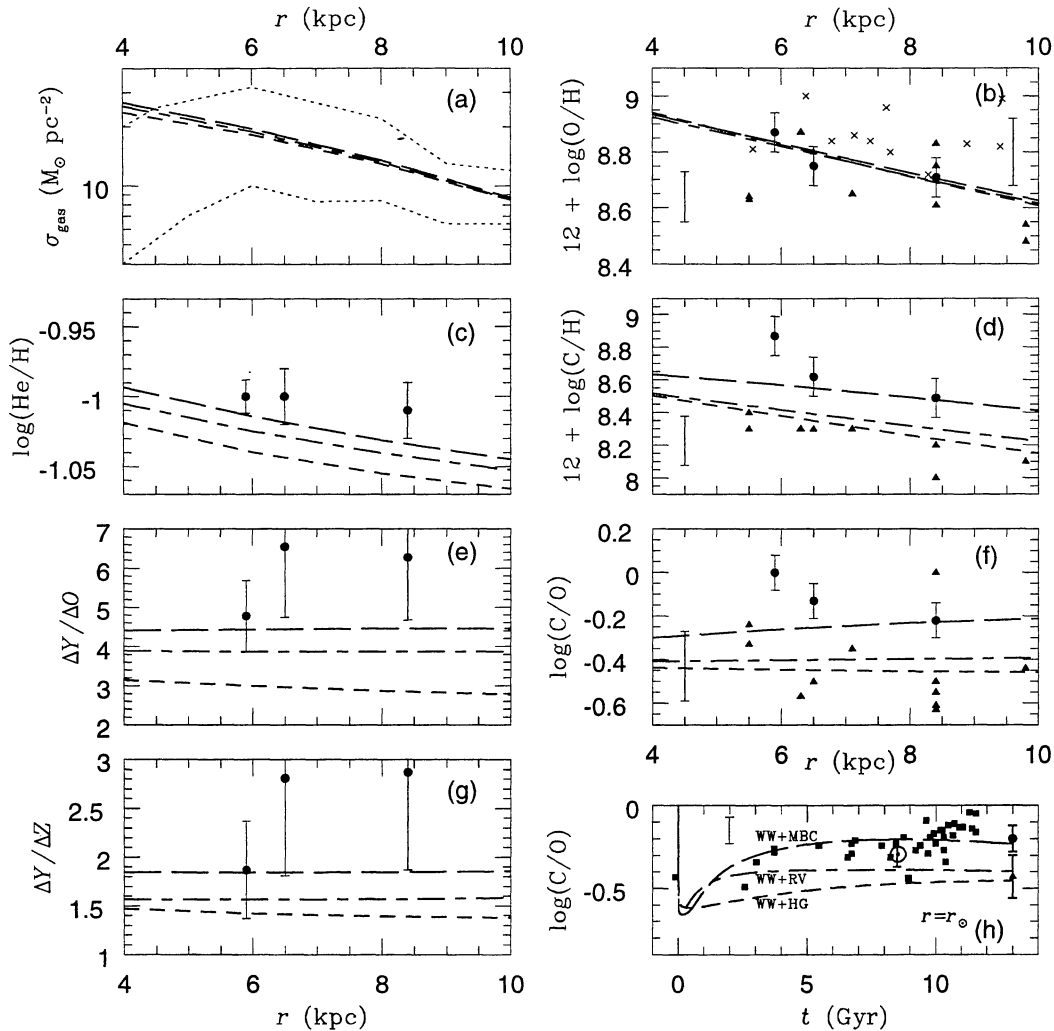 r (kpc)
4 6 8 10
r (kpc)
4 6 8 10
(a)
σgas (M⊙ pc−2)
10
(b)
12 + log(O/H)
9
8.8
8.6
8.4
(c)
log(He/H)
-0.95
-1
-1.05
(d)
12 + log(C/H)
9
8.8
8.6
8.4
8.2
8
(e)
ΔY/ΔO
7
6
5
4
3
2
(f)
log(C/O)
0.2
0
-0.2
-0.4
-0.6
4 6 8 10
r (kpc)
(g)
ΔY/ΔZ
3
2.5
2
1.5
1
4 6 8 10
r (kpc)
(h)
log(C/O)
0
-0.5
WW+MBC
WW+RV
WW+HG
r=r⊙
0 5 10
t (Gyr)